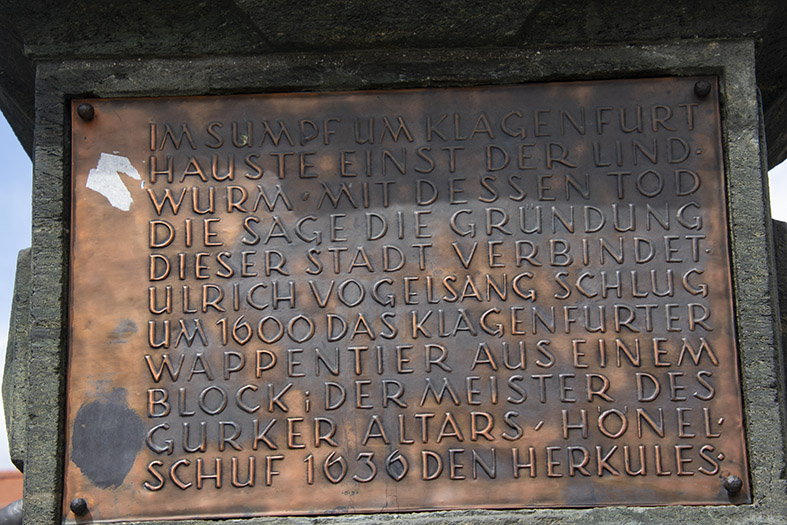 IM SUMPF UM KLAGENFURT
HAUSTE EINST DER LIND·
WURM · MIT DESSEN TOD
DIE SAGE DIE GRÜNDUNG
DIESER STADT VERBINDET·
ULRICH VOGELSANG SCHLUG
UM 1600 DAS KLAGENFURTER
WAPPENTIER AUS EINEM
BLOCK; DER MEISTER DES
GURKER ALTARS, HÖNEL·
SCHUF 1636 DEN HERKULES·